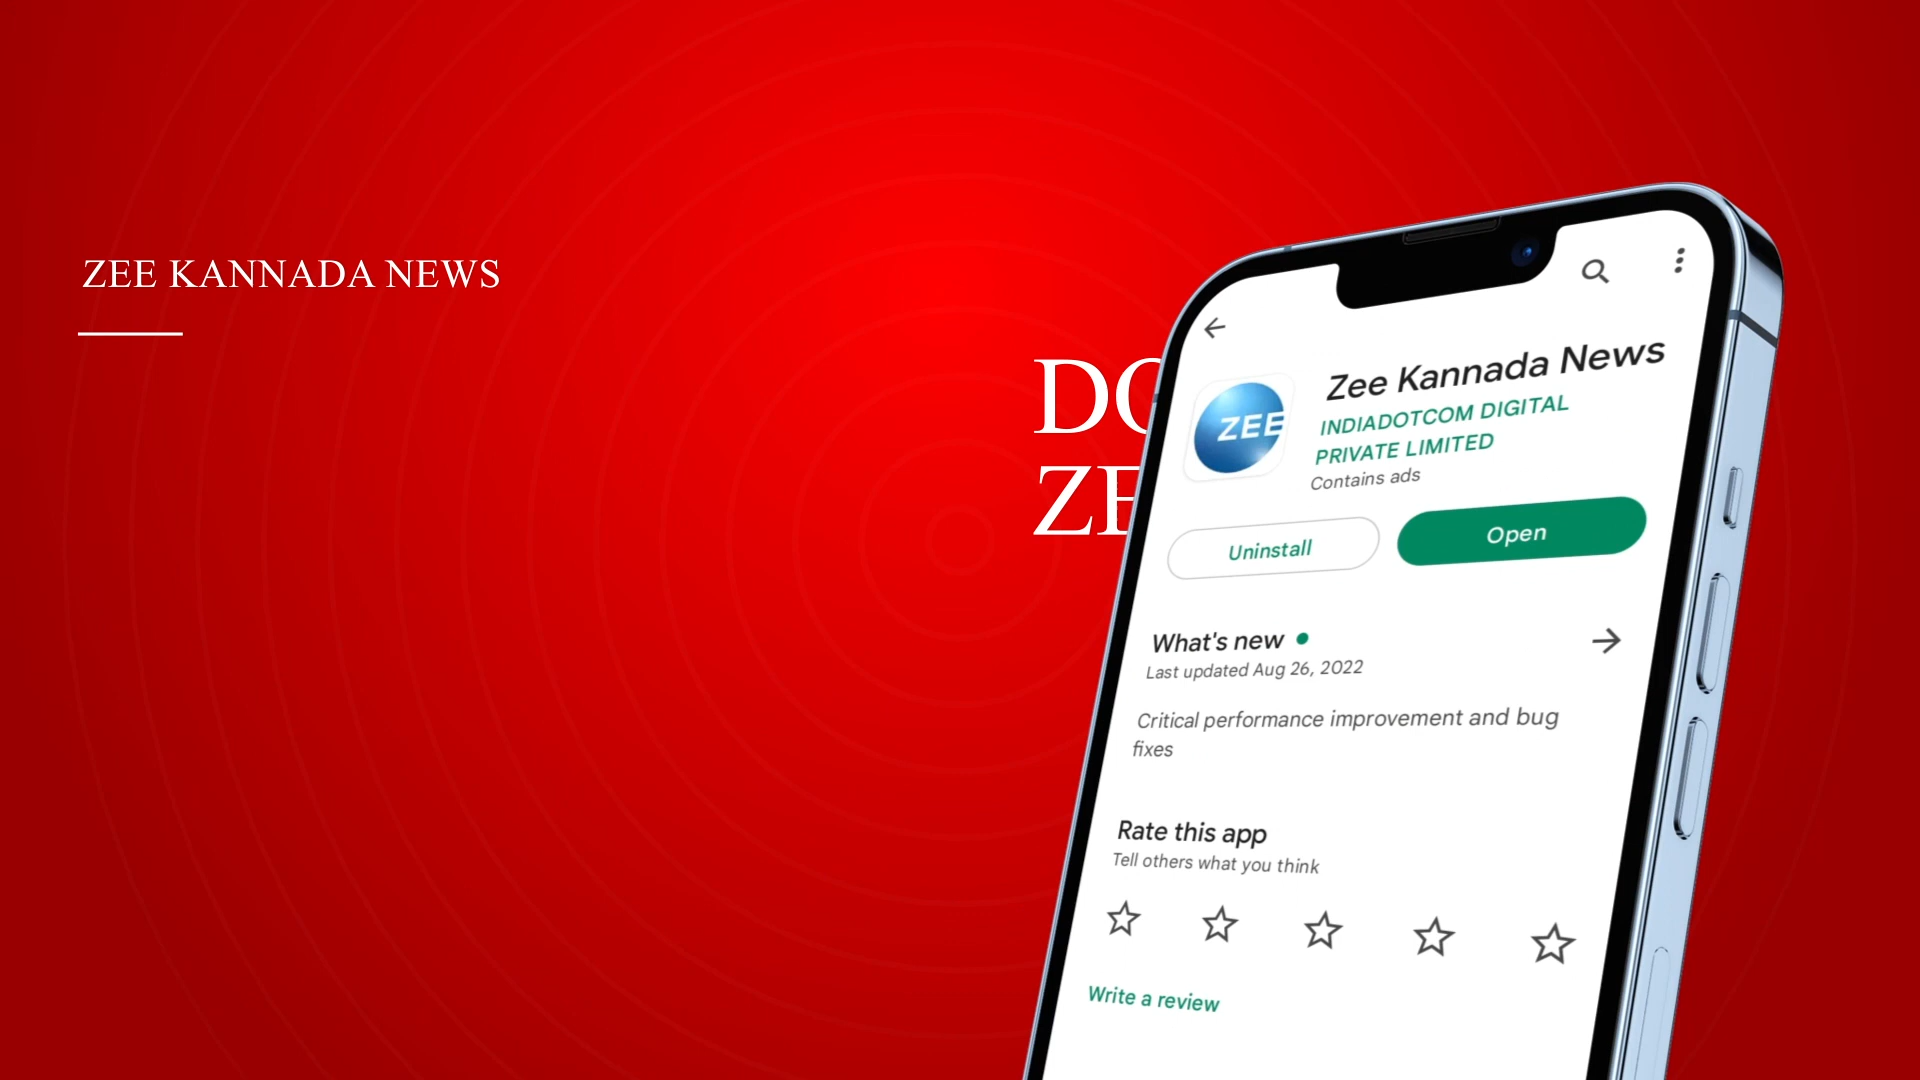 ZEE KANNADA NEWS
Zee Kannada News
ZEE
INDIADOTCOM DIGITAL
PRIVATE LIMITED
Contains ads
Uninstall
Open
What's new
Last updated Aug 26, 2022
Critical performance improvement and bug
fixes
Rate this app
Tell others what you think
Write a review